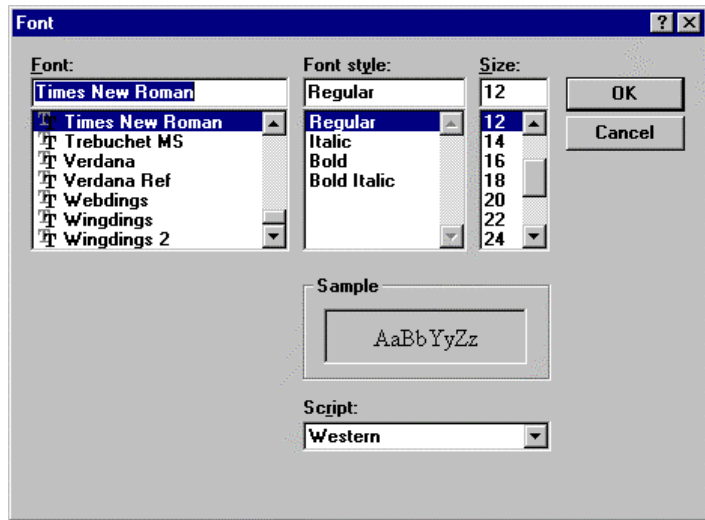 Font
Font:
Times New Roman
Times New Roman
Trebuchet MS
Verdana
Verdana Ref
Webdings
Wingdings
Wingdings 2
Font style:
Regular
Regular
Italic
Bold
Bold Italic
Size:
12
12
14
16
18
20
22
24
OK
Cancel
Sample
AaBbYyZz
Script:
Western